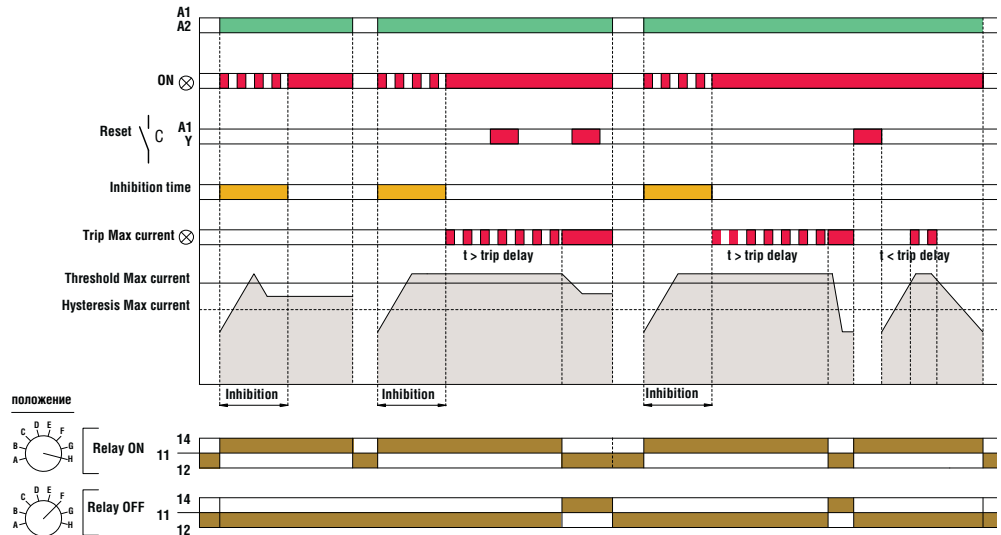 A1
A2
ON
Reset C A1
Y
Inhibition time
Trip Max current
t > trip delay t > trip delay t < trip delay
Threshold Max current
Hysteresis Max current
Inhibition Inhibition Inhibition
положение
A B C D E F G H
Relay ON 14
11
12
A B C D E F G H
Relay OFF 14
11
12